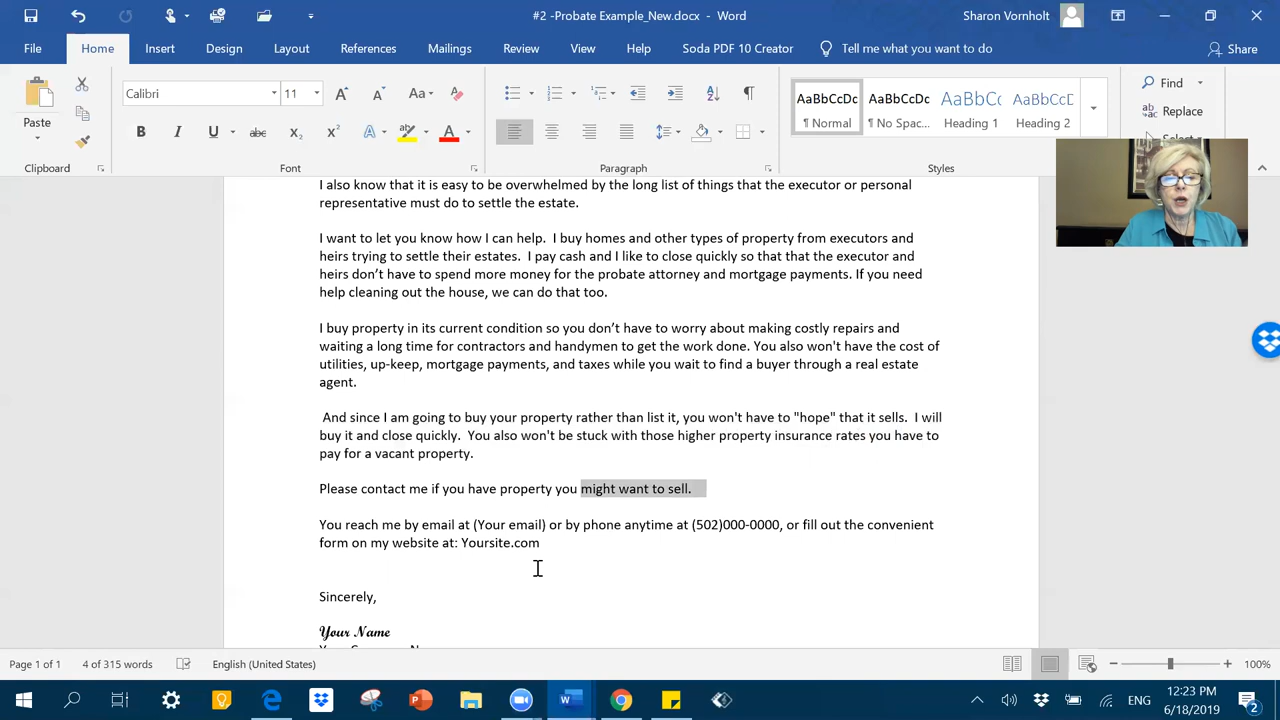 #2 -Probate Example_New.docx - Word
Sharon Vornholt
File Home Insert Design Layout References Mailings Review View Help Soda PDF 10 Creator Tell me what you want to do Share
Calibri 11 Aa
Find
AaBbCcDc AaBbCcDc AaBbCc AaBbCcD
Replace
Paste
¶ Normal ¶ No Spac... Heading 1 Heading 2
Select
Clipboard Font Paragraph Styles
I also know that it is easy to be overwhelmed by the long list of things that the executor or personal
representative must do to settle the estate.
I want to let you know how I can help.  I buy homes and other types of property from executors and
heirs trying to settle their estates.  I pay cash and I like to close quickly so that that the executor and
heirs don’t have to spend more money for the probate attorney and mortgage payments. If you need
help cleaning out the house, we can do that too.
I buy property in its current condition so you don’t have to worry about making costly repairs and
waiting a long time for contractors and handymen to get the work done. You also won't have the cost of
utilities, up-keep, mortgage payments, and taxes while you wait to find a buyer through a real estate
agent.
And since I am going to buy your property rather than list it, you won't have to "hope" that it sells.  I will
buy it and close quickly.  You also won't be stuck with those higher property insurance rates you have to
pay for a vacant property.
Please contact me if you have property you might want to sell.
You reach me by email at (Your email) or by phone anytime at (502)000-0000, or fill out the convenient
form on my website at: Yoursite.com
Sincerely,
Your Name
Page 1 of 1 4 of 315 words English (United States) 100%
12:23 PM
ENG
6/18/2019
2